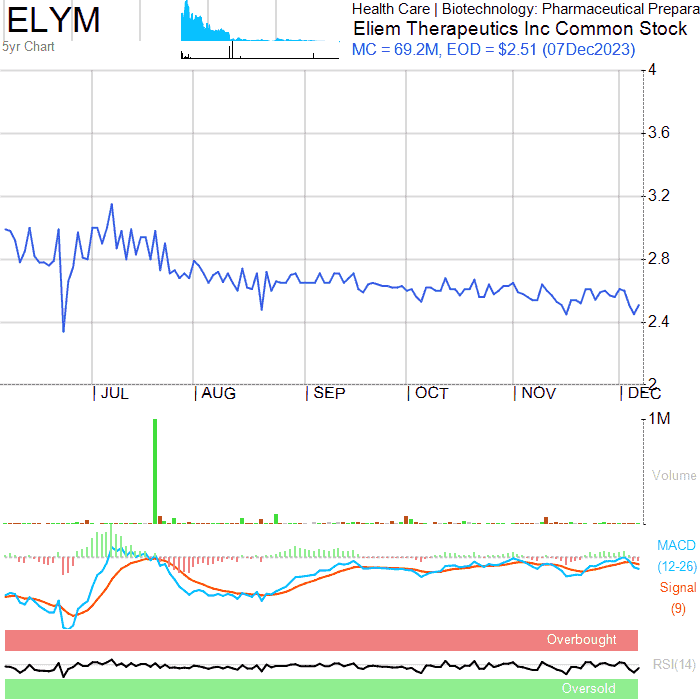 ELYM
5yr Chart
Health Care | Biotechnology: Pharmaceutical Prepara
Eliem Therapeutics Inc Common Stock
MC = 69.2M, EOD = $2.51 (07Dec2023)
4
3.6
3.2
2.8
2.4
2
JUL AUG SEP OCT NOV DEC
1M
Volume
MACD
(12-26)
Signal
(9)
Overbought
RSI(14)
Oversold